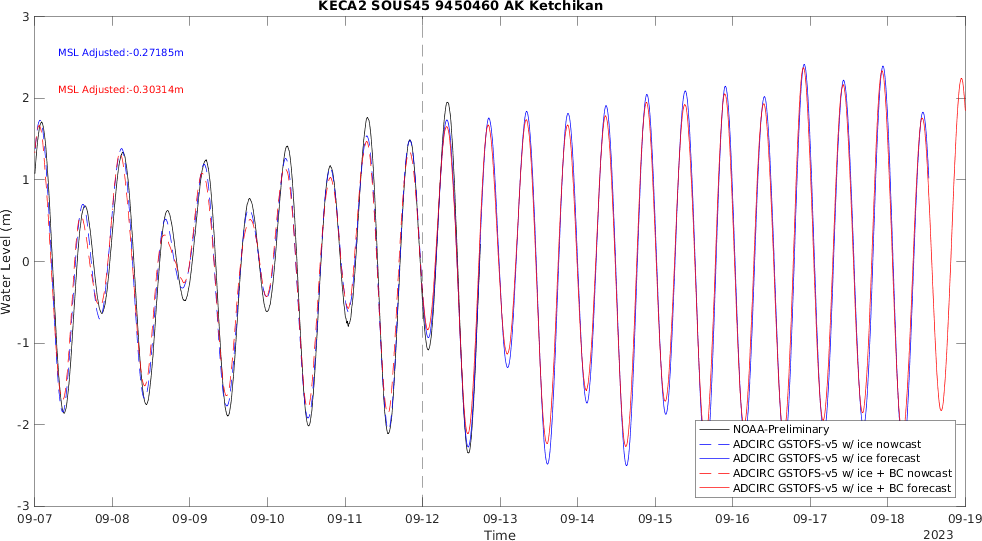 KECA2 SOUS45 9450460 AK Ketchikan
3
MSL Adjusted:-0.27185m
MSL Adjusted:-0.30314m
2
1
0
-1
-2
-3
Water Level (m)
NOAA-Preliminary
ADCIRC GSTOFS-v5 w/ ice nowcast
ADCIRC GSTOFS-v5 w/ ice forecast
ADCIRC GSTOFS-v5 w/ ice + BC nowcast
ADCIRC GSTOFS-v5 w/ ice + BC forecast
09-07 09-08 09-09 09-10 09-11 09-12 09-13 09-14 09-15 09-16 09-17 09-18 09-19
Time
2023